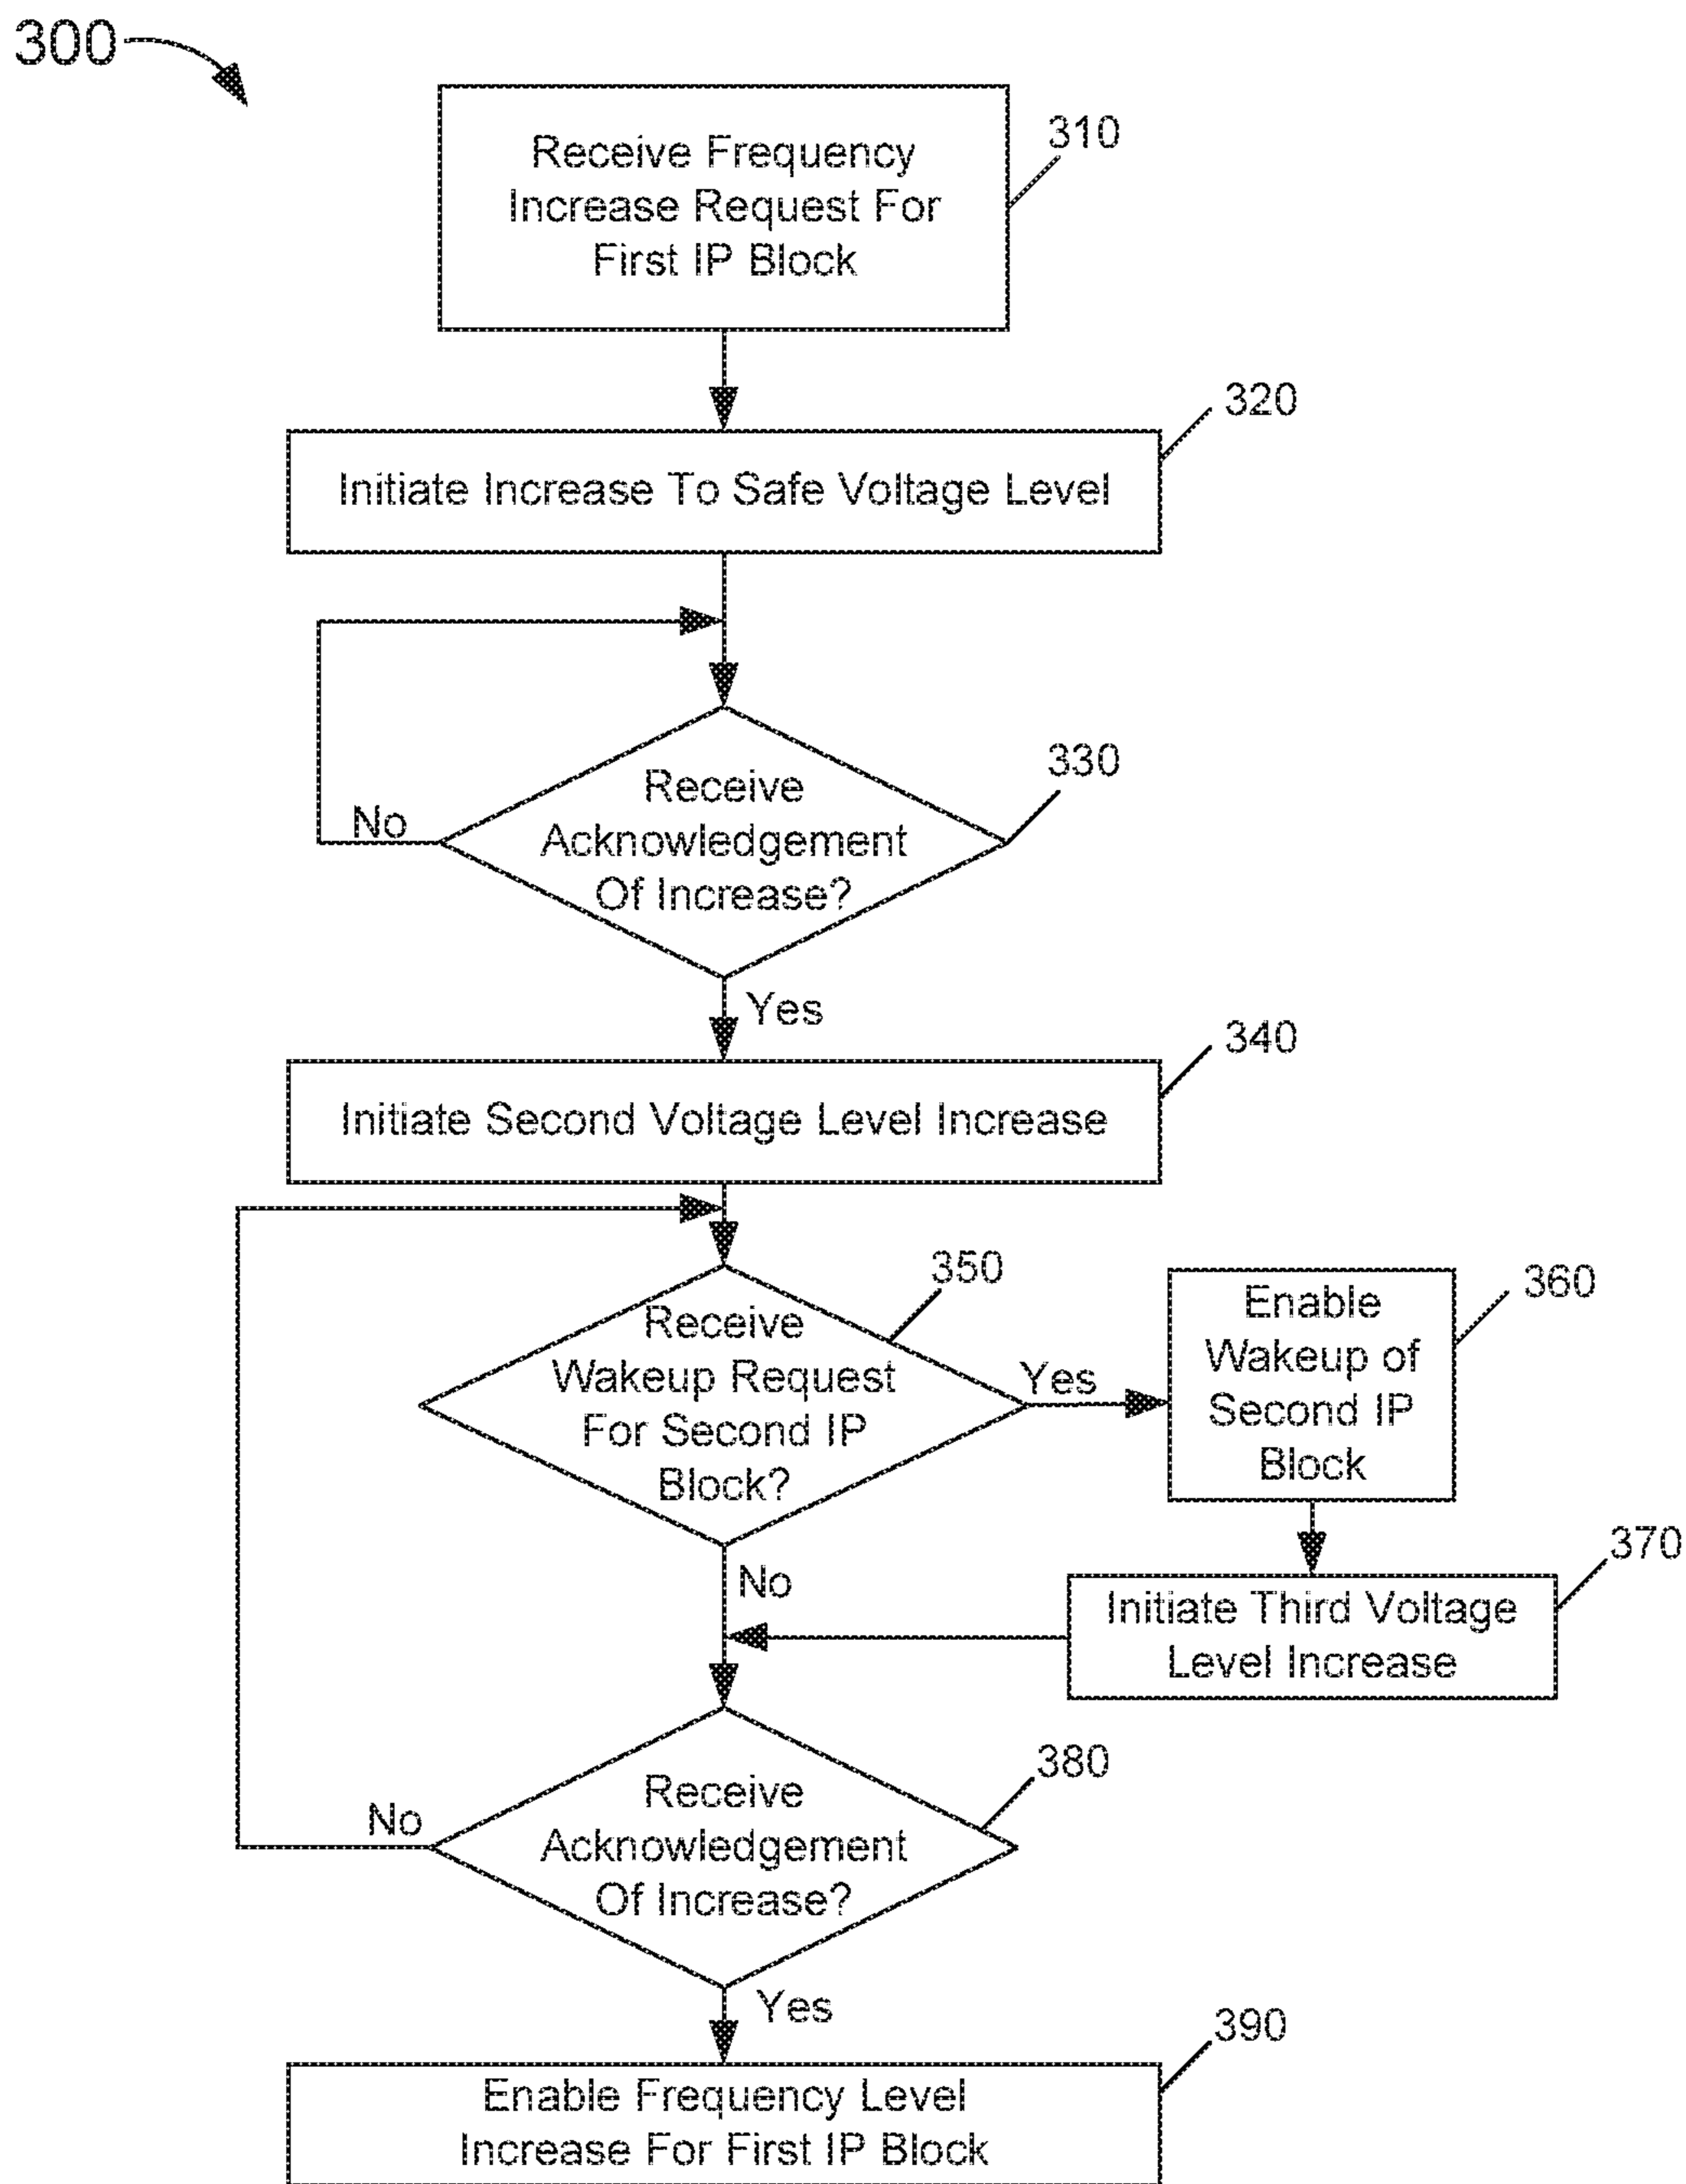 300
Receive Frequency
Increase Request For
First IP Block
310
Initiate Increase To Safe Voltage Level
320
Receive
Acknowledgement
Of Increase?
330
No
Yes
Initiate Second Voltage Level Increase
340
Receive
Wakeup Request
For Second IP
Block?
350
Yes
Enable
Wakeup of
Second IP
Block
360
No
Initiate Third Voltage
Level Increase
370
Receive
Acknowledgement
Of Increase?
380
No
Yes
Enable Frequency Level
Increase For First IP Block
390